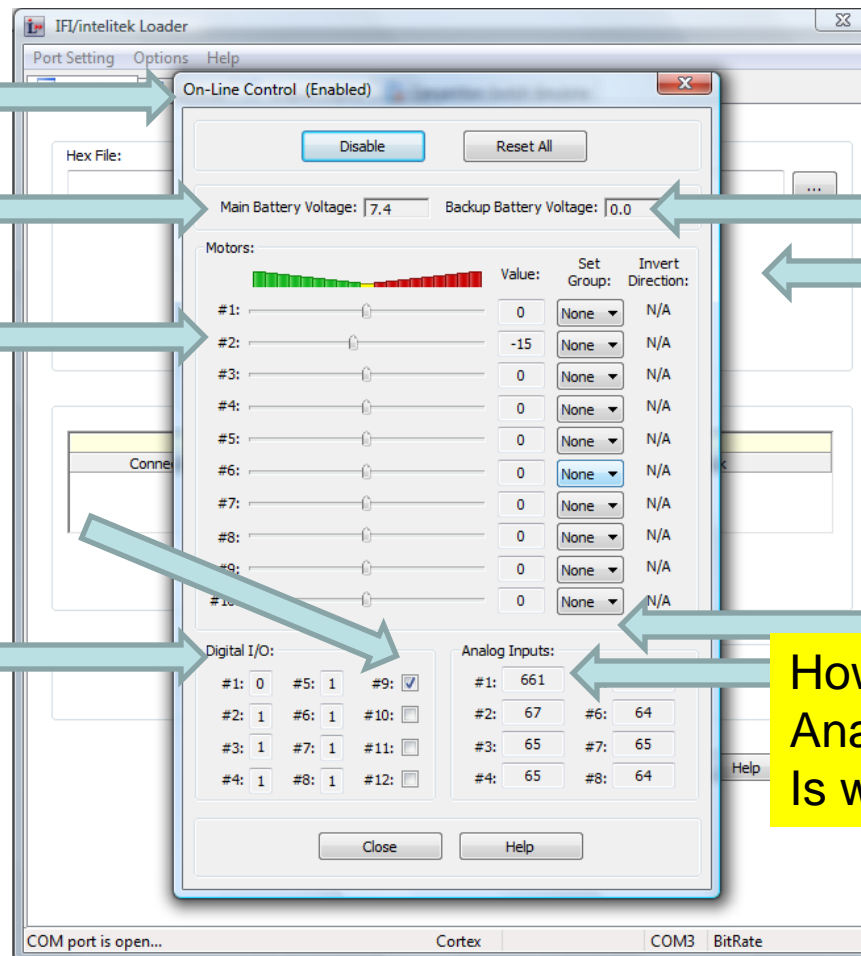 IFI/intelitek Loader
Port Setting Options Help
On-Line Control (Enabled)
Disable Reset All
Hex File:
...
Main Battery Voltage: 7.4 Backup Battery Voltage: 0.0
Motors:
Value: Set Group: Invert Direction:
#1: 0 None N/A
#2: -15 None N/A
#3: 0 None N/A
#4: 0 None N/A
#5: 0 None N/A
#6: 0 None N/A
#7: 0 None N/A
#8: 0 None N/A
#9: 0 None N/A
0 None N/A
Digital I/O: Analog Inputs:
#1: 0 #5: 1 #9: #1: 661
#2: 1 #6: 1 #10: #2: 67 #6: 64
#3: 1 #7: 1 #11: #3: 65 #7: 65
#4: 1 #8: 1 #12: #4: 65 #8: 64
Help
Close Help
COM port is open... Cortex COM3 BitRate